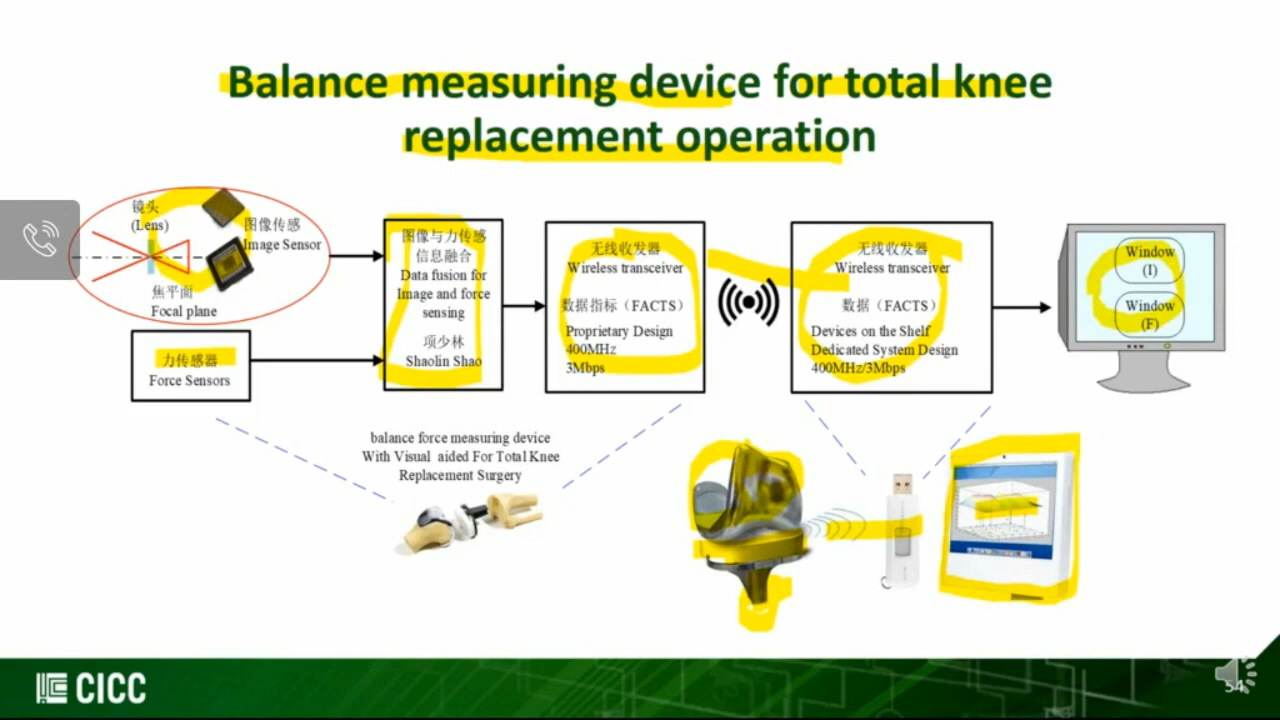 Balance measuring device for total knee
replacement operation
镜头
(Lens)
图像传感
Image Sensor
焦平面
Focal plane
力传感器
Force Sensors
图像与力传感
信息融合
Data fusion for
Image and force
sensing
项少林
Shaolin Shao
无线收发器
Wireless transceiver
数据指标（FACTS）
Proprietary Design
400MHz
3Mbps
无线收发器
Wireless transceiver
数据（FACTS）
Devices on the Shelf
Dedicated System Design
400MHz/3Mbps
Window
(I)
Window
(F)
balance force measuring device
With Visual aided For Total Knee
Replacement Surgery
CICC
54